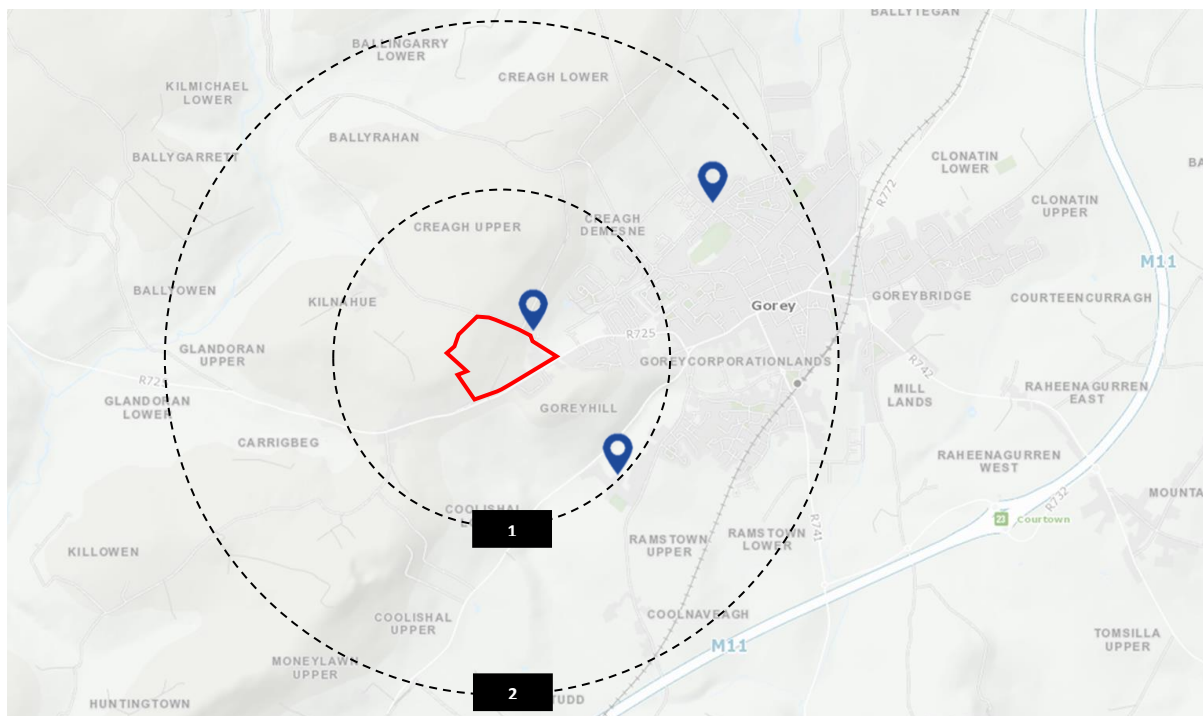 BALLYTEGAN
BALLINGARRY
LOWER
CREAGH LOWER
KILMICHAEL
LOWER
BALLYRAHAN
BALLYGARRETT
CLONATIN
LOWER
R772
CLONATIN
UPPER
CREAGH UPPER
CREAGH
DEMESNE
M11
BALLYOWEN
KILNAHUE
Gorey
GOREYBRIDGE
COURTEENCURRAGH
R725
GLANDORAN
UPPER
GOREYCORPORATIONLANDS
R742
R725
GLANDORAN
LOWER
MILL
LANDS
RAHEENAGURREN
EAST
GOREYHILL
CARRIGBEG
RAHEENAGURREN
WEST
MOUNTA
R732
COOLISHAL
1
23
Courtown
R741
RAMSTOWN
UPPER
RAMSTOWN
LOWER
KILLOWEN
COOLISHAL
UPPER
COOLNAVEAGH
M11
TOMSILLA
UPPER
MONEYLAWN
UPPER
2
TUDD
HUNTINGTOWN